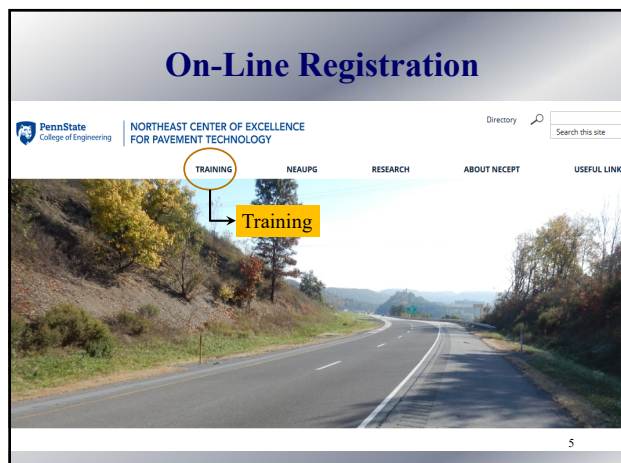 On-Line Registration
PennState
College of Engineering
NORTHEAST CENTER OF EXCELLENCE
FOR PAVEMENT TECHNOLOGY
Directory
Search this site
TRAINING NEAUPG RESEARCH ABOUT NECEPT USEFUL LINK
Training
5